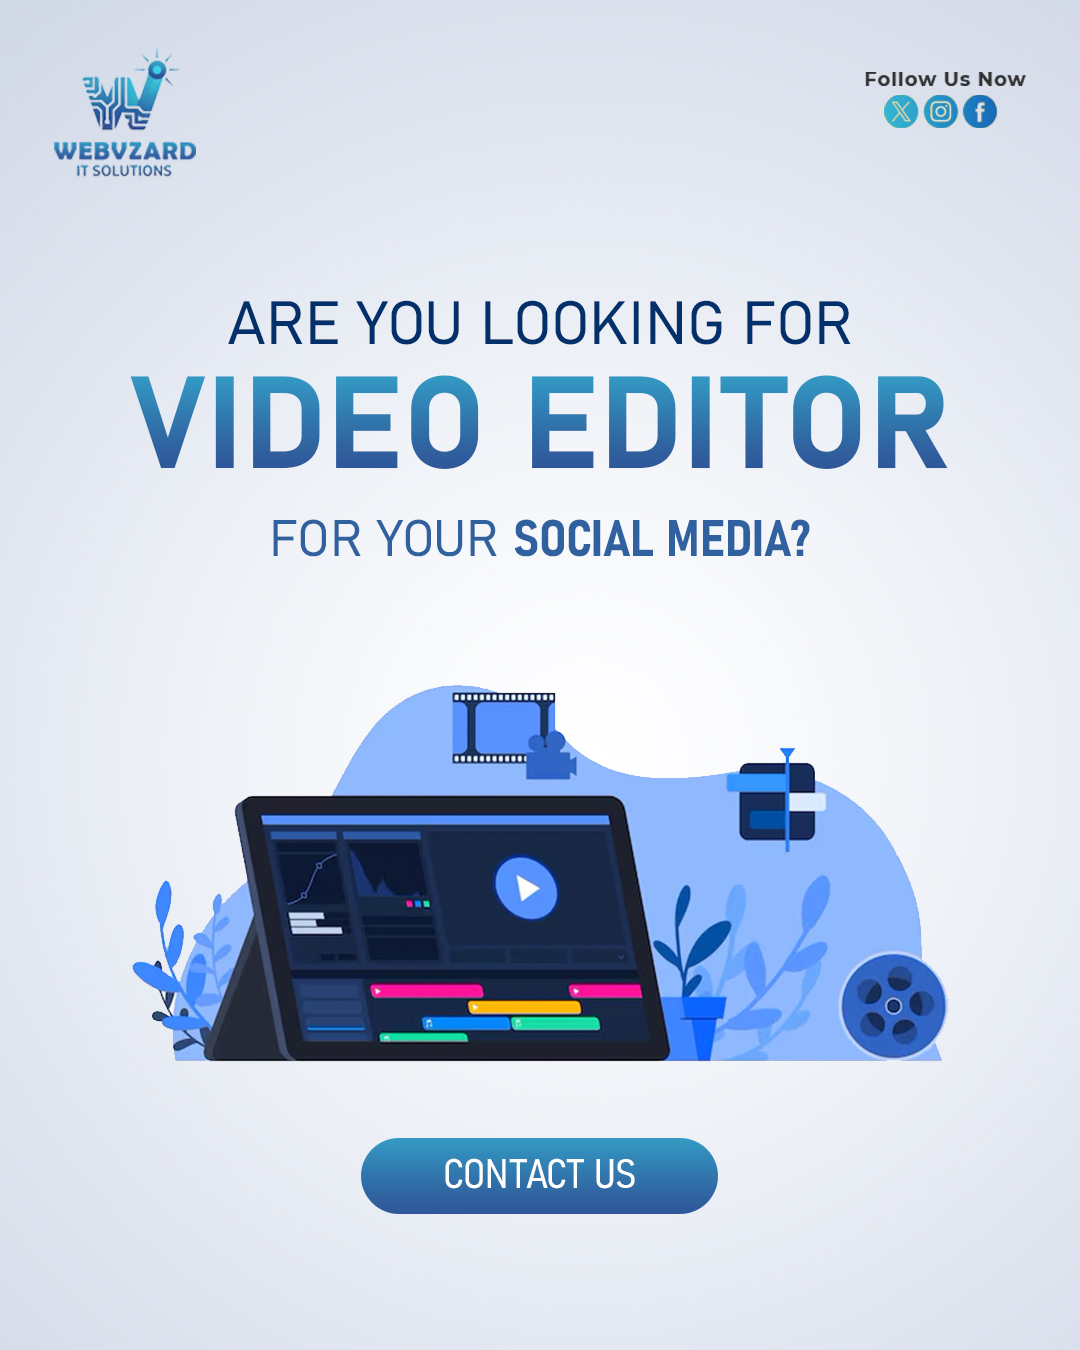 WEBVZARD
IT SOLUTIONS
Follow Us Now
ARE YOU LOOKING FOR
VIDEO EDITOR
FOR YOUR SOCIAL MEDIA?
CONTACT US